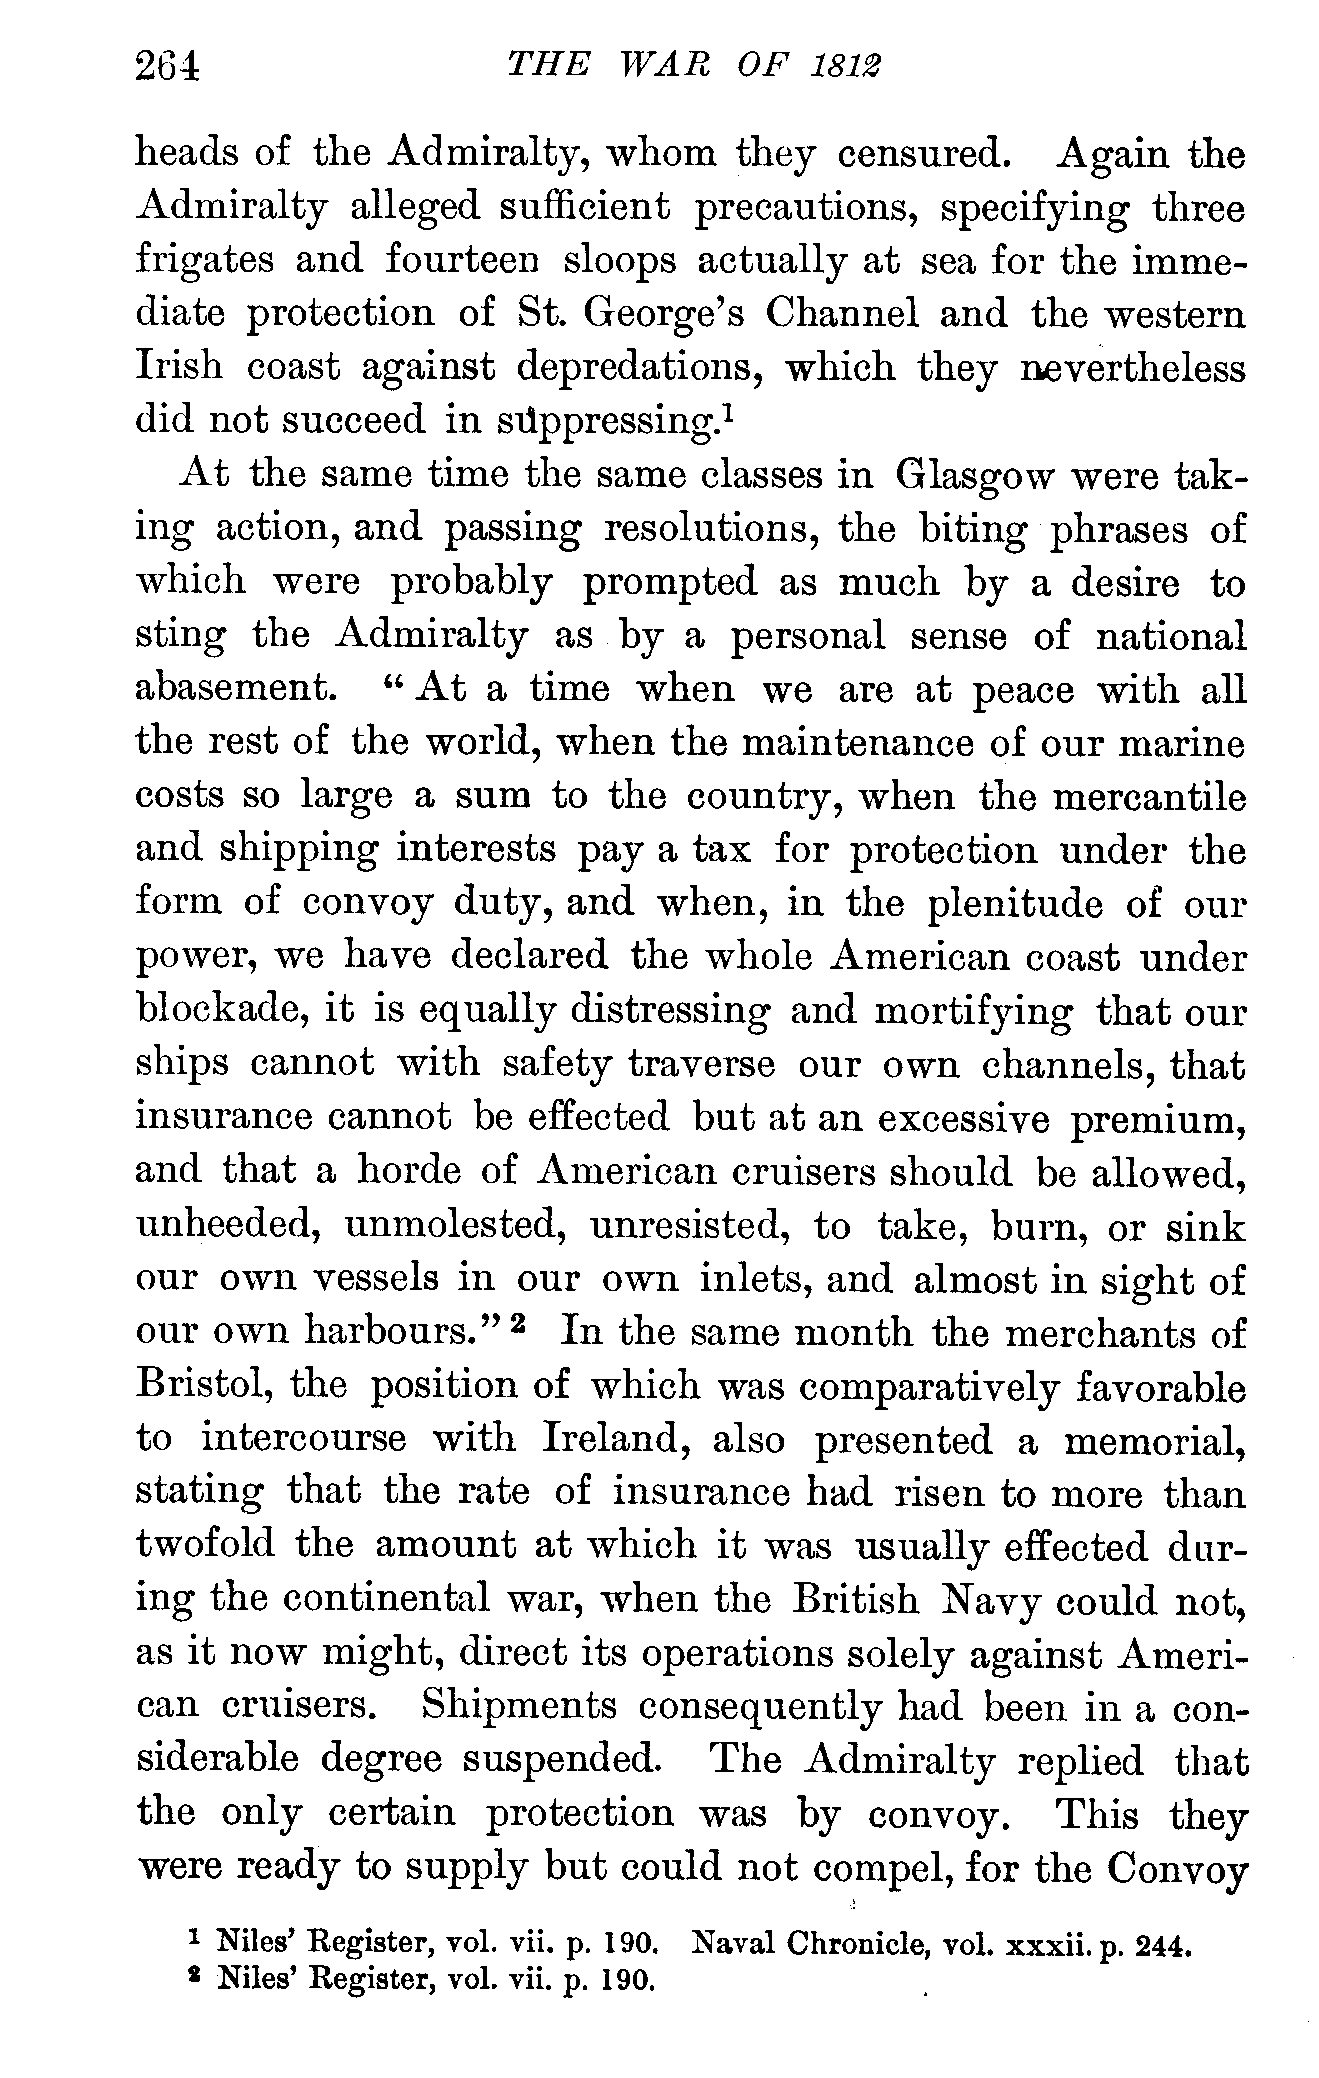 264 THE WAR OF 1812
heads of the Admiralty, whom they censured. Again the
Admiralty alleged sufficient precautions, specifying three
frigates and fourteen sloops actually at sea for the imme-
diate protection of St. George's Channel and the western
Irish coast against depredations, which they nevertheless
did not succeed in suppressing.¹
At the same time the same classes in Glasgow were tak-
ing action, and passing resolutions, the biting phrases of
which were probably prompted as much by a desire to
sting the Admiralty as by a personal sense of national
abasement. “At a time when we are at peace with all
the rest of the world, when the maintenance of our marine
costs so large a sum to the country, when the mercantile
and shipping interests pay a tax for protection under the
form of convoy duty, and when, in the plenitude of our
power, we have declared the whole American coast under
blockade, it is equally distressing and mortifying that our
ships cannot with safety traverse our own channels, that
insurance cannot be effected but at an excessive premium,
and that a horde of American cruisers should be allowed,
unheeded, unmolested, unresisted, to take, burn, or sink
our own vessels in our own inlets, and almost in sight of
our own harbours.” ² In the same month the merchants of
Bristol, the position of which was comparatively favorable
to intercourse with Ireland, also presented a memorial,
stating that the rate of insurance had risen to more than
twofold the amount at which it was usually effected dur-
ing the continental war, when the British Navy could not,
as it now might, direct its operations solely against Ameri-
can cruisers. Shipments consequently had been in a con-
siderable degree suspended. The Admiralty replied that
the only certain protection was by convoy. This they
were ready to supply but could not compel, for the Convoy
¹ Niles' Register, vol. vii. p. 190. Naval Chronicle, vol. xxxii. p. 244.
² Niles' Register, vol. vii. p. 190.